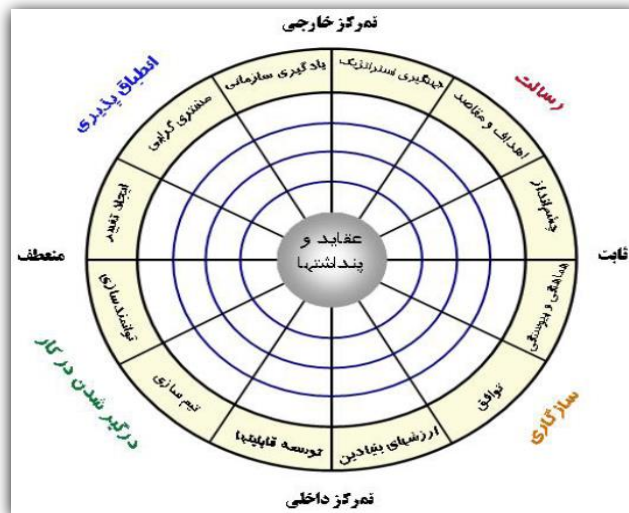 تمرکز خارجی
انطباق پذیری
رسالت
یادگیری سازمانی
جهتگیری استراتژیک
مشتری گرایی
اهداف و مقاصد
ایجاد تغییر
چشم‌انداز
عقاید و
پنداشتها
منعطف
ثابت
توانمندسازی
هماهنگی و پیوستگی
تیم سازی
توافق
توسعه قابلیتها
ارزشهای بنیادین
درگیر شدن در کار
سازگاری
تمرکز داخلی